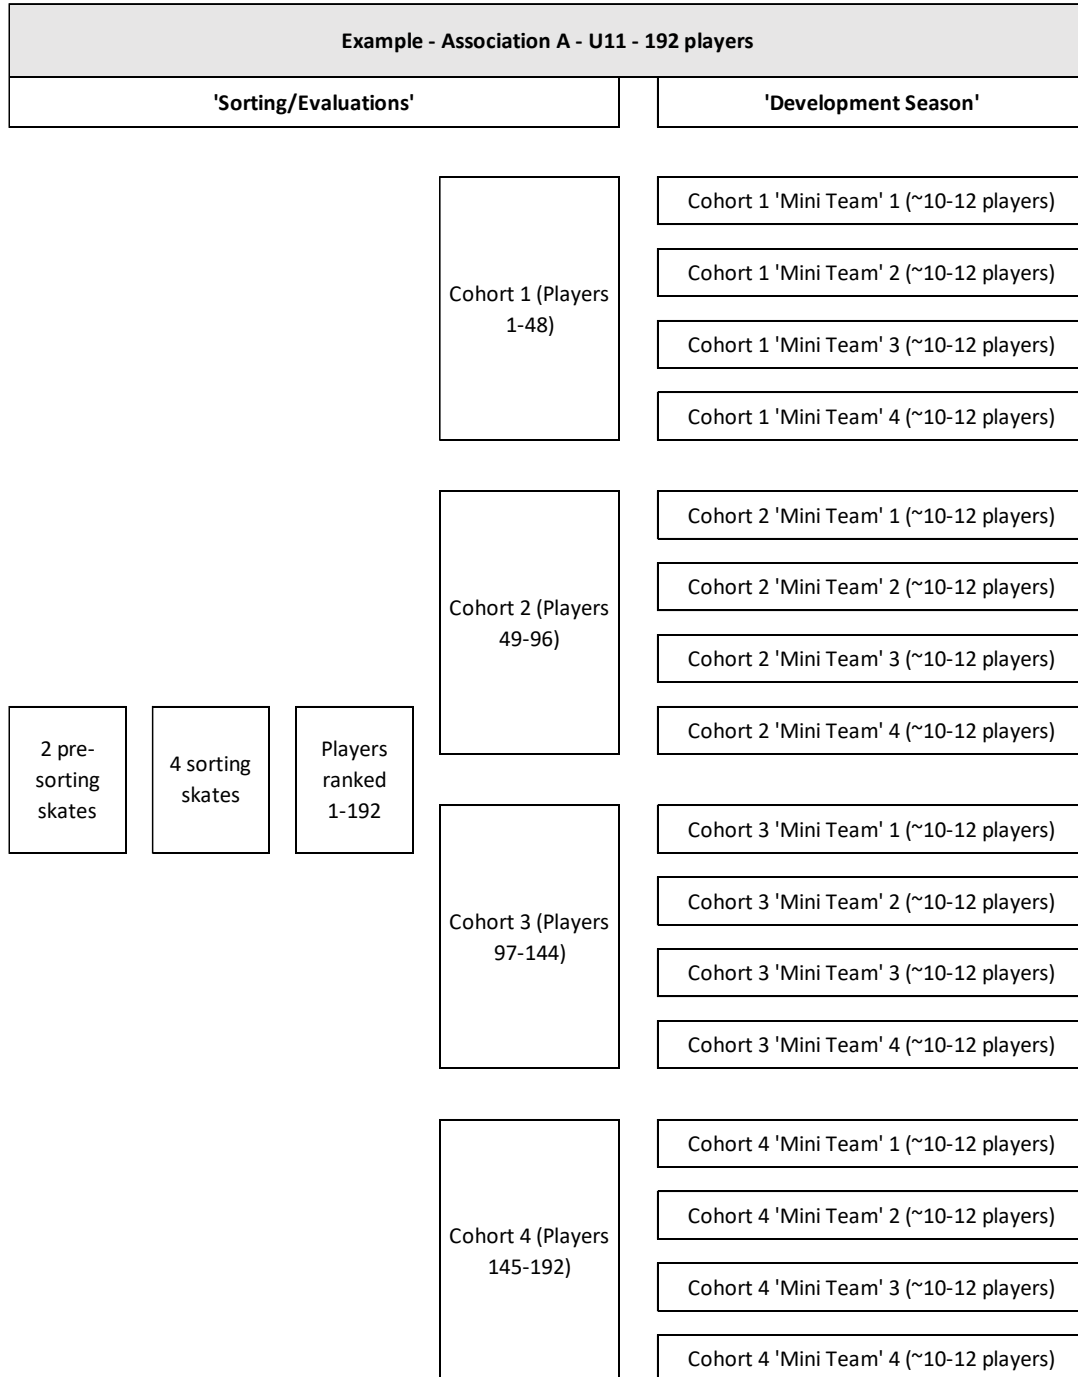 Example - Association A - U11 - 192 players
'Sorting/Evaluations'
'Development Season'
2 pre-
sorting
skates
4 sorting
skates
Players
ranked
1-192
Cohort 1 (Players
1-48)
Cohort 1 'Mini Team' 1 (~10-12 players)
Cohort 1 'Mini Team' 2 (~10-12 players)
Cohort 1 'Mini Team' 3 (~10-12 players)
Cohort 1 'Mini Team' 4 (~10-12 players)
Cohort 2 (Players
49-96)
Cohort 2 'Mini Team' 1 (~10-12 players)
Cohort 2 'Mini Team' 2 (~10-12 players)
Cohort 2 'Mini Team' 3 (~10-12 players)
Cohort 2 'Mini Team' 4 (~10-12 players)
Cohort 3 (Players
97-144)
Cohort 3 'Mini Team' 1 (~10-12 players)
Cohort 3 'Mini Team' 2 (~10-12 players)
Cohort 3 'Mini Team' 3 (~10-12 players)
Cohort 3 'Mini Team' 4 (~10-12 players)
Cohort 4 (Players
145-192)
Cohort 4 'Mini Team' 1 (~10-12 players)
Cohort 4 'Mini Team' 2 (~10-12 players)
Cohort 4 'Mini Team' 3 (~10-12 players)
Cohort 4 'Mini Team' 4 (~10-12 players)